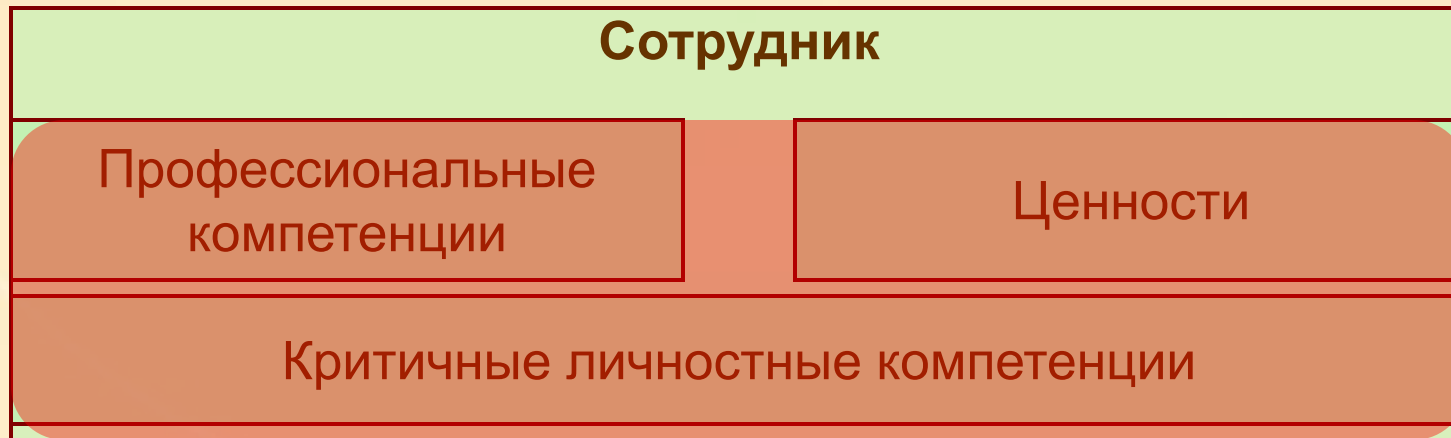 Сотрудник
Профессиональные
компетенции
Ценности
Критичные личностные компетенции